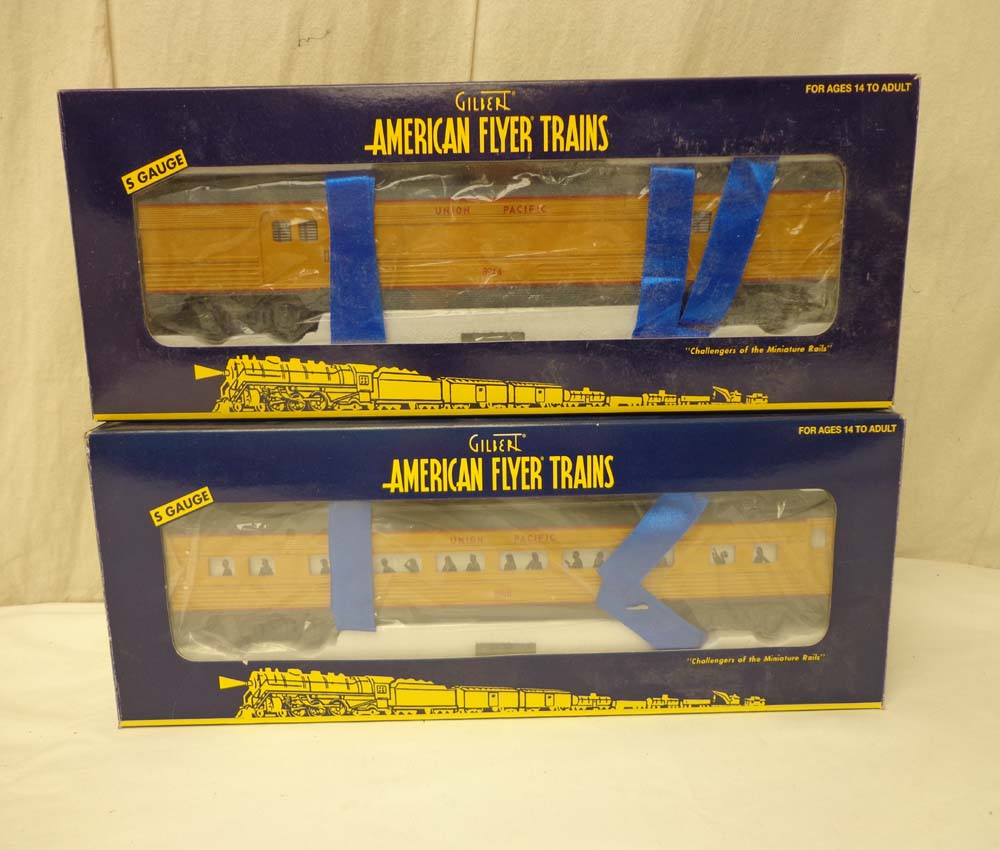 FOR AGES 14 TO ADULT
GILBERT®
AMERICAN FLYER® TRAINS
S GAUGE
UNION PACIFIC
"Challengers of the Miniature Rails"
FOR AGES 14 TO ADULT
GILBERT®
AMERICAN FLYER® TRAINS
S GAUGE
UNION PACIFIC
"Challengers of the Miniature Rails"